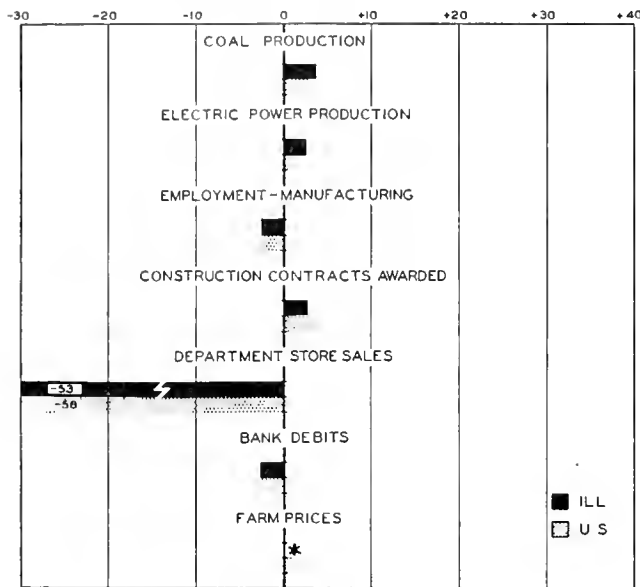 -30 -20 -10 0 +10 +20 +30 +40
COAL PRODUCTION
ELECTRIC POWER PRODUCTION
EMPLOYMENT-MANUFACTURING
CONSTRUCTION CONTRACTS AWARDED
DEPARTMENT STORE SALES
-53
-58
BANK DEBITS
FARM PRICES
*
ILL
U S